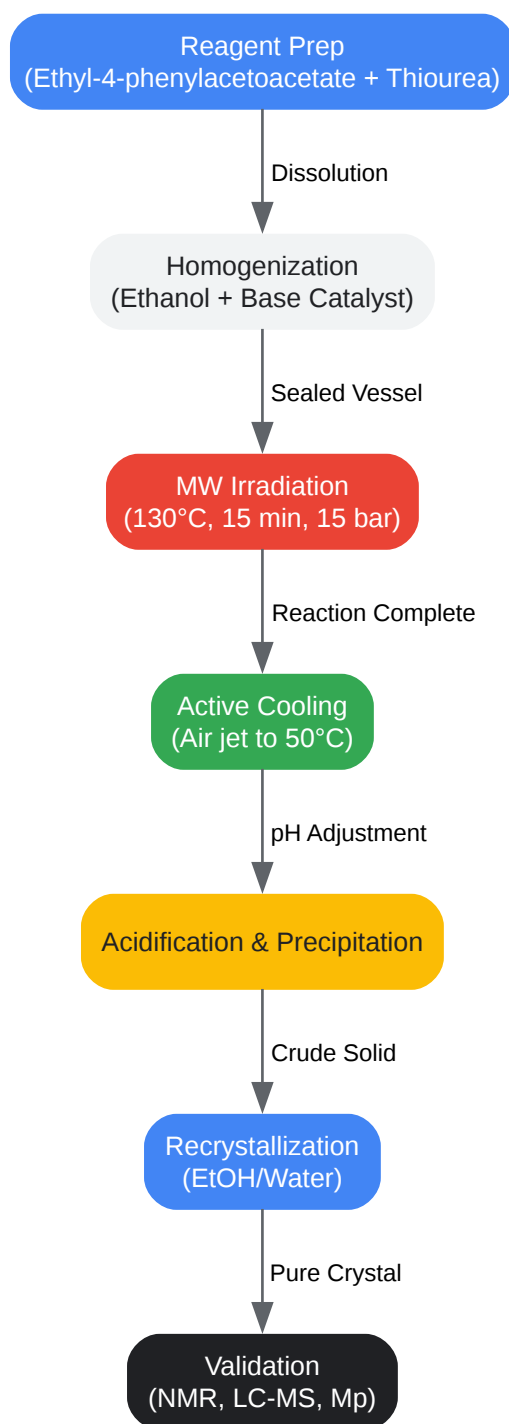 Reagent Prep
(Ethyl-4-phenylacetoacetate + Thiourea)
Dissolution
Homogenization
(Ethanol + Base Catalyst)
Sealed Vessel
MW Irradiation
(130°C, 15 min, 15 bar)
Reaction Complete
Active Cooling
(Air jet to 50°C)
pH Adjustment
Acidification & Precipitation
Crude Solid
Recrystallization
(EtOH/Water)
Pure Crystal
Validation
(NMR, LC-MS, Mp)